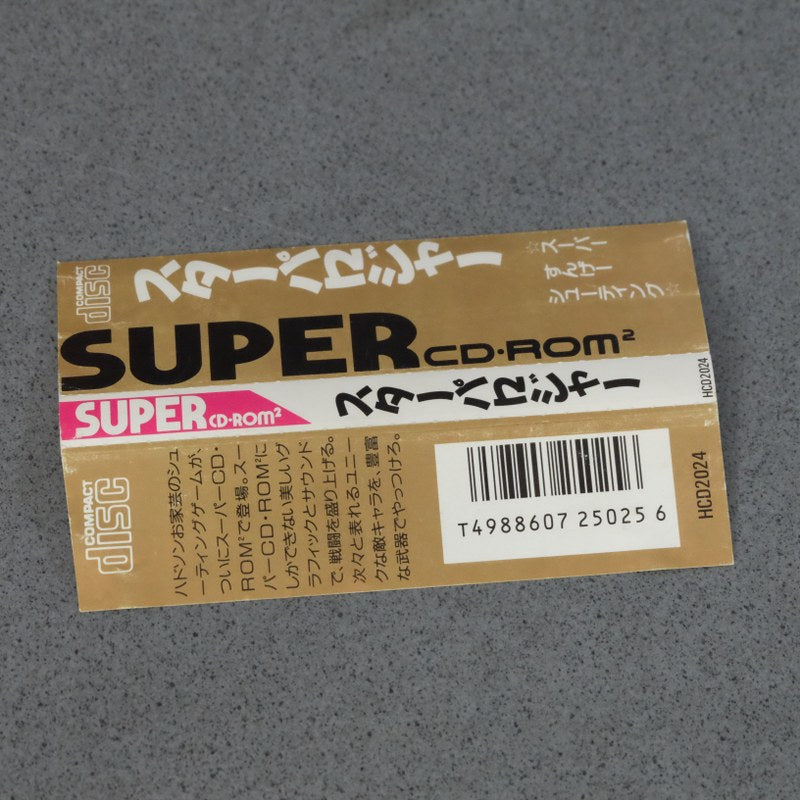 COMPACT
disc
スターパロジャー
☆スーパー
すんげー
シューティング☆
SUPER CD・ROM²
SUPER CD・ROM²
スターパロジャー
HCD2024
COMPACT
disc
ハドソンお家芸のシュ
ーティングゲームが、
ついにスーパーCD・
ROM²で登場。スー
パーCD・ROM²に
しかできない美しいグ
ラフィックとサウンド
で、戦闘を盛り上げる。
次々と表れるユニー
クな敵キャラを、豊富
な武器でやっつけろ。
T4988607 25025 6
HCD2024